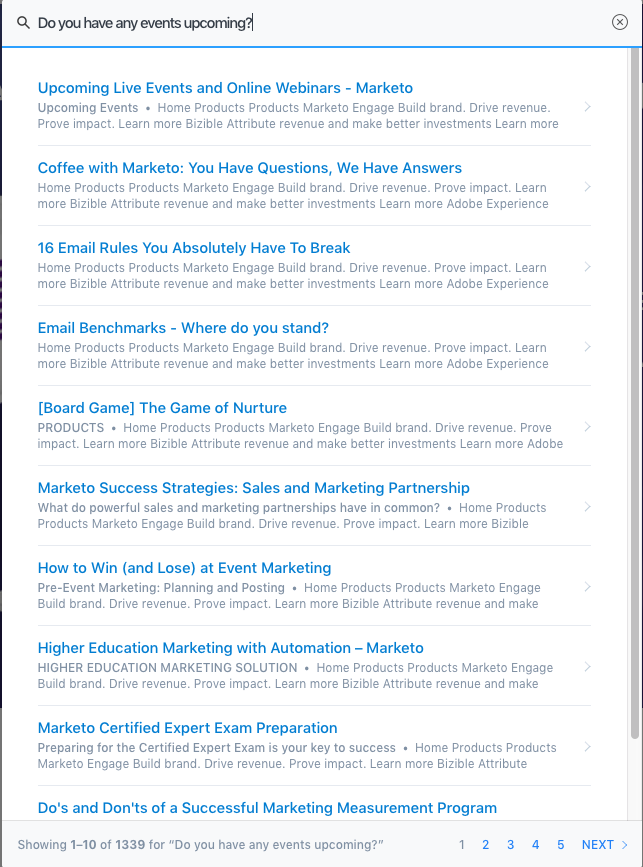 Do you have any events upcoming?
Upcoming Live Events and Online Webinars - Marketo
Upcoming Events • Home Products Products Marketo Engage Build brand. Drive revenue.
Prove impact. Learn more Bizible Attribute revenue and make better investments Learn more
Coffee with Marketo: You Have Questions, We Have Answers
Home Products Products Marketo Engage Build brand. Drive revenue. Prove impact. Learn
more Bizible Attribute revenue and make better investments Learn more Adobe Experience
16 Email Rules You Absolutely Have To Break
Home Products Products Marketo Engage Build brand. Drive revenue. Prove impact. Learn
more Bizible Attribute revenue and make better investments Learn more Adobe Experience
Email Benchmarks - Where do you stand?
Home Products Products Marketo Engage Build brand. Drive revenue. Prove impact. Learn
more Bizible Attribute revenue and make better investments Learn more Adobe Experience
[Board Game] The Game of Nurture
PRODUCTS • Home Products Products Marketo Engage Build brand. Drive revenue. Prove
impact. Learn more Bizible Attribute revenue and make better investments Learn more Adobe
Marketo Success Strategies: Sales and Marketing Partnership
What do powerful sales and marketing partnerships have in common? • Home Products
Products Marketo Engage Build brand. Drive revenue. Prove impact. Learn more Bizible
How to Win (and Lose) at Event Marketing
Pre-Event Marketing: Planning and Posting • Home Products Products Marketo Engage
Build brand. Drive revenue. Prove impact. Learn more Bizible Attribute revenue and make
Higher Education Marketing with Automation – Marketo
HIGHER EDUCATION MARKETING SOLUTION • Home Products Products Marketo Engage
Build brand. Drive revenue. Prove impact. Learn more Bizible Attribute revenue and make
Marketo Certified Expert Exam Preparation
Preparing for the Certified Expert Exam is your key to success • Home Products Products
Marketo Engage Build brand. Drive revenue. Prove impact. Learn more Bizible Attribute
Do's and Don'ts of a Successful Marketing Measurement Program
Showing 1–10 of 1339 for “Do you have any events upcoming?” 1 2 3 4 5 NEXT